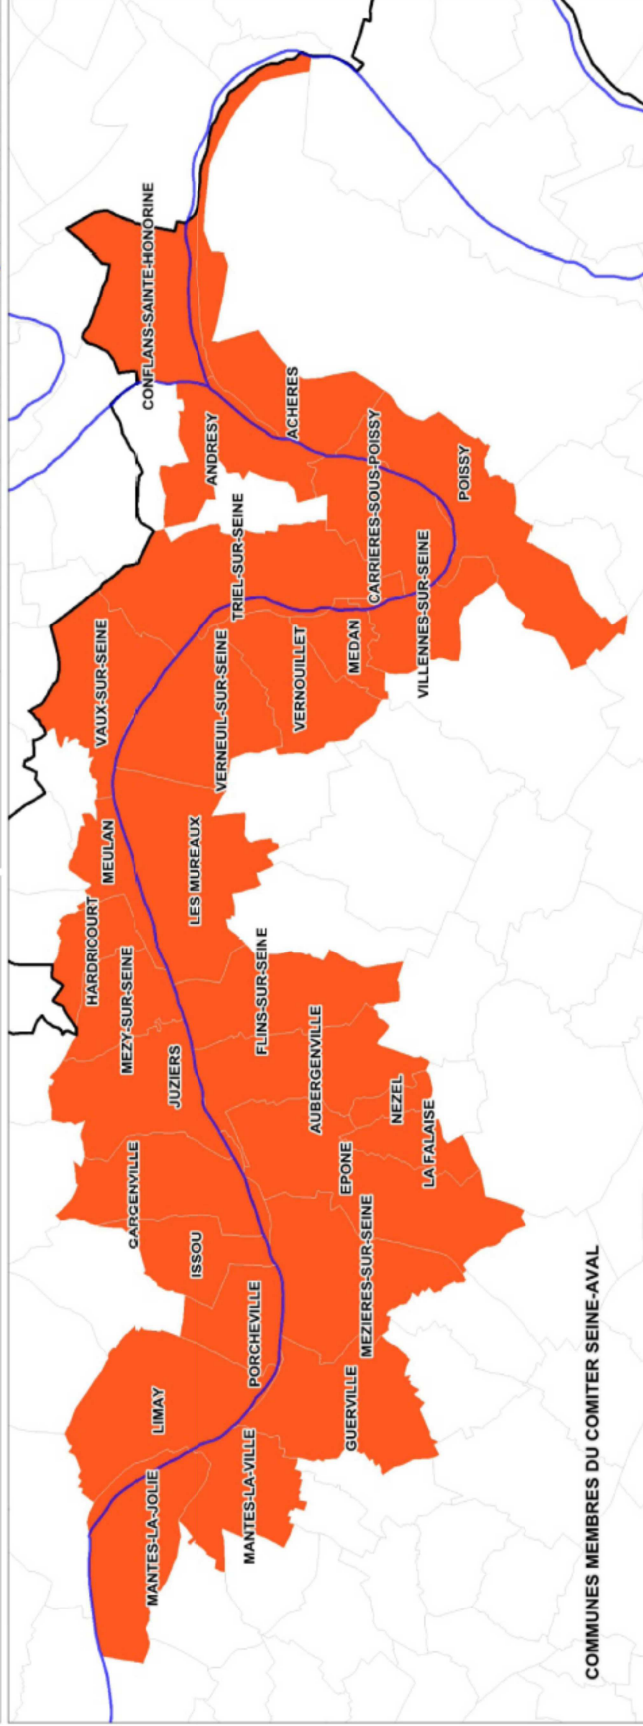 CONFLANS-SAINTE-HONORINE
ANDRESY
ACHERES
TRIEL-SUR-SEINE
CARRIERES-SOUS-POISSY
POISSY
VAUX-SUR-SEINE
VERNEUIL-SUR-SEINE
VERNOUILLET
MEDAN
VILLENNES-SUR-SEINE
MEULAN
LES MUREAUX
HARDRICOURT
MEZY-SUR-SEINE
JUZIERS
FLINS-SUR-SEINE
AUBERGENVILLE
NEZEL
LA FALAISE
GARGENVILLE
ISSOU
EPONE
MEZIERES-SUR-SEINE
PORCHEVILLE
LIMAY
GUERVILLE
MANTES-LA-JOLIE
MANTES-LA-VILLE
COMMUNES MEMBRES DU COMITER SEINE-AVAL